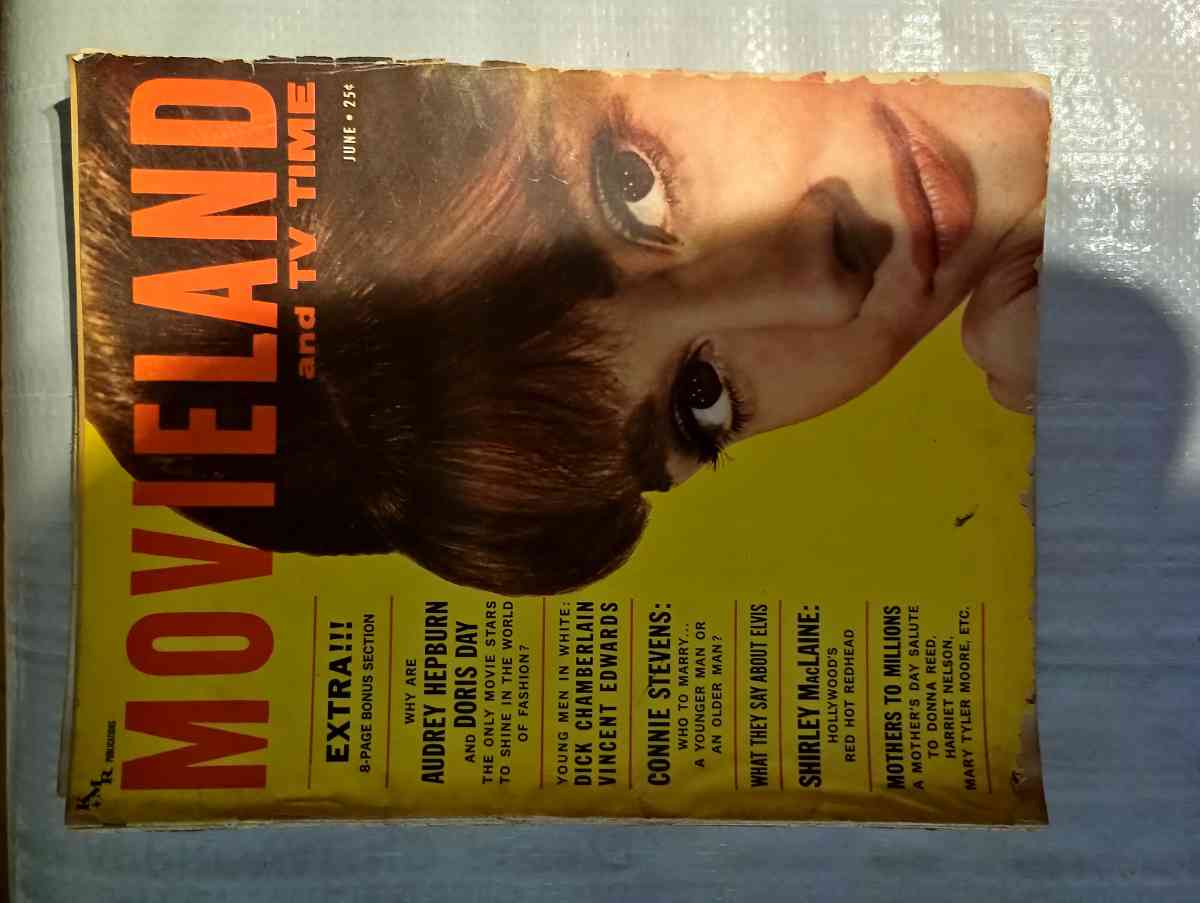 K.M.R. PUBLICATIONS
MOVIELAND
and TV TIME
JUNE • 25¢
EXTRA!!!
8-PAGE BONUS SECTION
WHY ARE
AUDREY HEPBURN
AND DORIS DAY
THE ONLY MOVIE STARS
TO SHINE IN THE WORLD
OF FASHION?
YOUNG MEN IN WHITE:
DICK CHAMBERLAIN
VINCENT EDWARDS
CONNIE STEVENS:
WHO TO MARRY...
A YOUNGER MAN OR
AN OLDER MAN?
WHAT THEY SAY ABOUT ELVIS
SHIRLEY MacLAINE:
HOLLYWOOD'S
RED HOT REDHEAD
MOTHERS TO MILLIONS
A MOTHER'S DAY SALUTE
TO DONNA REED,
HARRIET NELSON,
MARY TYLER MOORE, ETC.